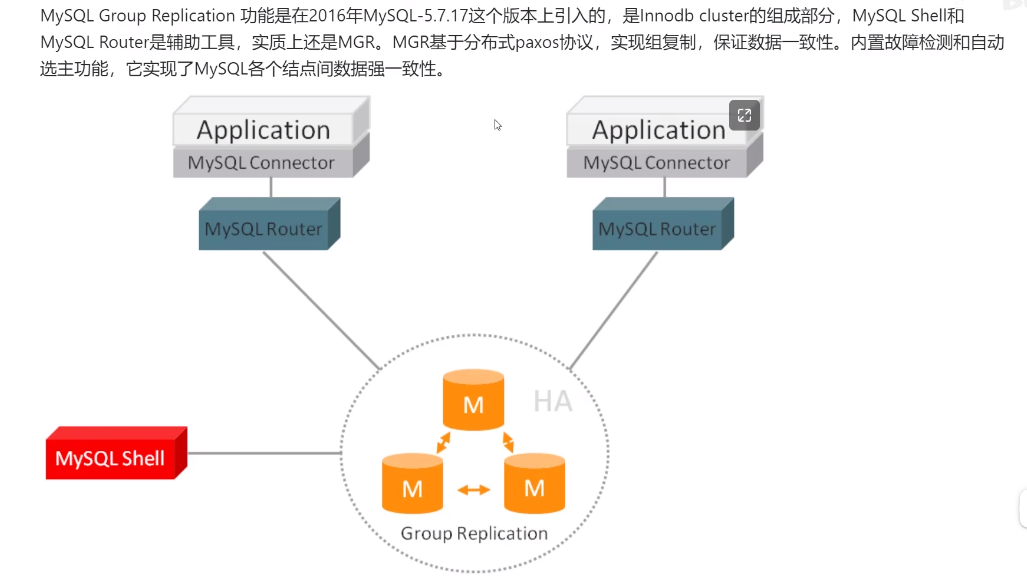 MySQL Group Replication 功能是在2016年MySQL-5.7.17这个版本上引入的，是Innodb cluster的组成部分，MySQL Shell和
MySQL Router是辅助工具，实质上还是MGR。MGR基于分布式paxos协议，实现组复制，保证数据一致性。内置故障检测和自动
选主功能，它实现了MySQL各个结点间数据强一致性。
Application
Application
MySQL Connector
MySQL Connector
MySQL Router
MySQL Router
M
HA
MySQL Shell
M
M
Group Replication